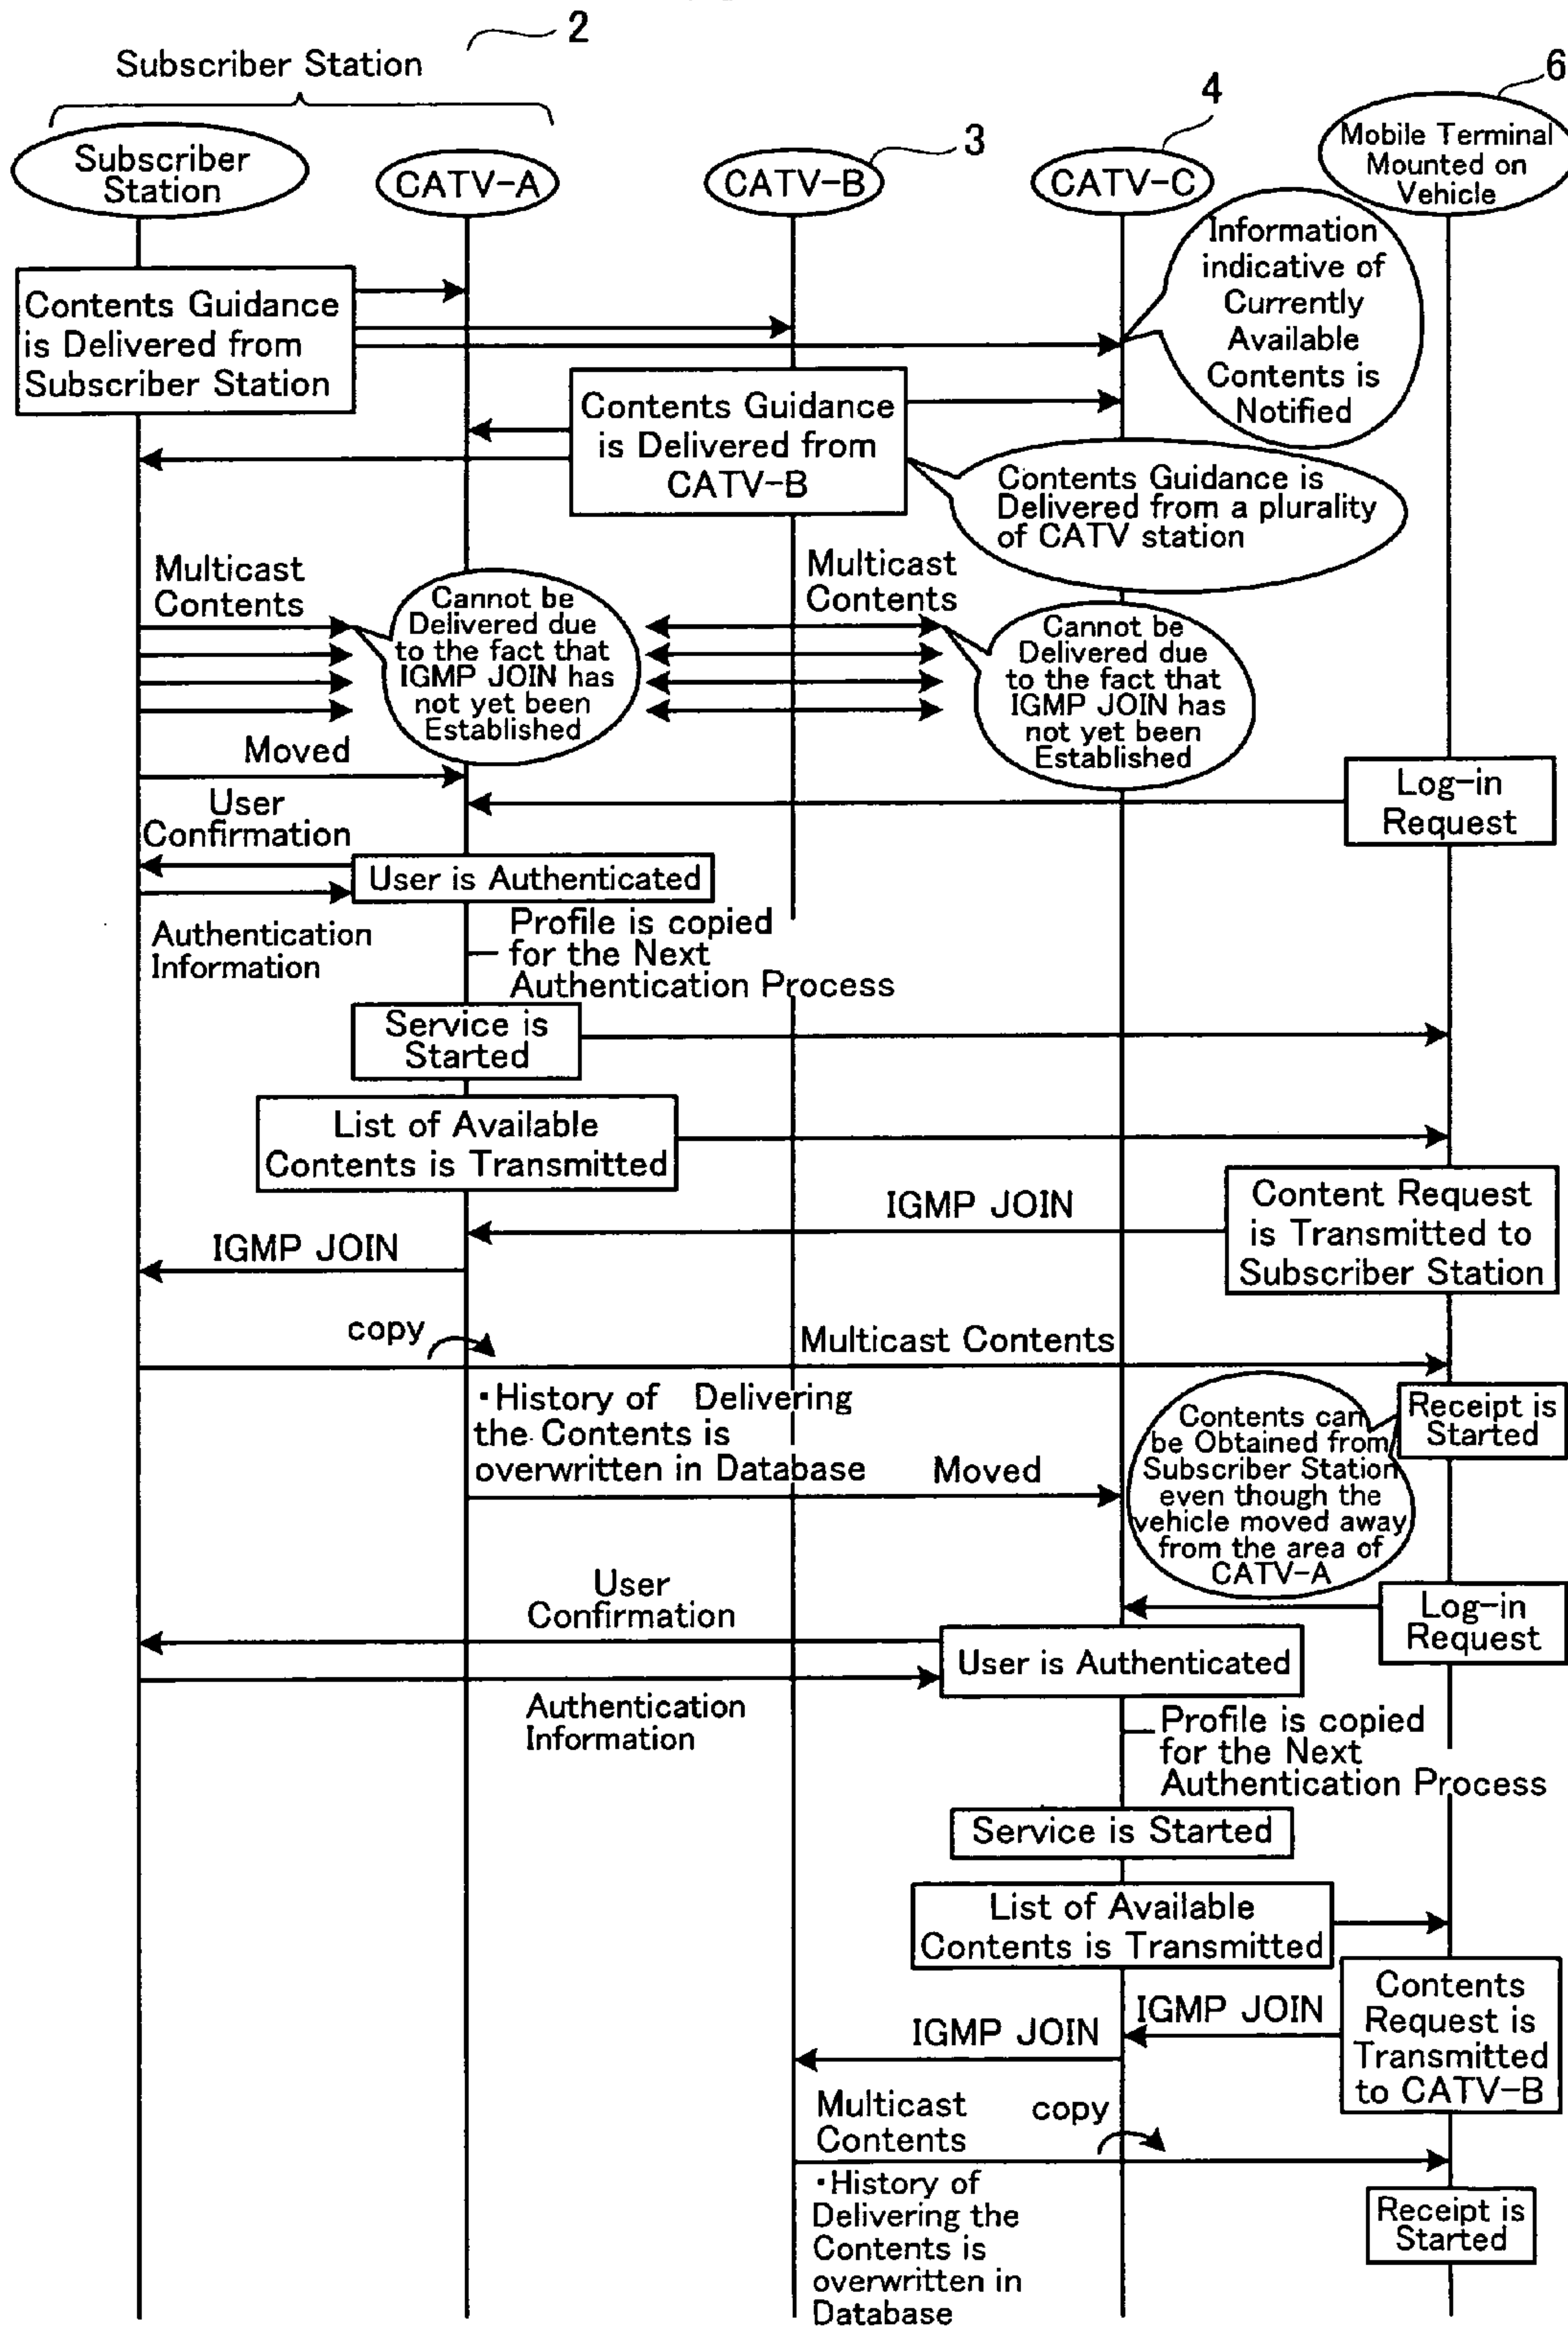 2
Subscriber Station
6
4
3
Subscriber
Station
CATV-A
CATV-B
CATV-C
Mobile Terminal
Mounted on
Vehicle
Information
indicative of
Currently
Available
Contents is
Notified
Contents Guidance
is Delivered from
Subscriber Station
Contents Guidance
is Delivered from
CATV-B
Contents Guidance is
Delivered from a plurality
of CATV station
Multicast
Contents
Cannot be
Delivered due
to the fact that
IGMP JOIN has
not yet been
Established
Multicast
Contents
Cannot be
Delivered due
to the fact that
IGMP JOIN has
not yet been
Established
Moved
Log-in
Request
User
Confirmation
User is Authenticated
Authentication
Information
Profile is copied
for the Next
Authentication Process
Service is
Started
List of Available
Contents is Transmitted
Content Request
is Transmitted to
Subscriber Station
IGMP JOIN
IGMP JOIN
copy
Multicast Contents
・History of Delivering
the Contents is
overwritten in Database
Receipt is
Started
Contents can
be Obtained from
Subscriber Station
even though the
vehicle moved away
from the area of
CATV-A
Moved
Log-in
Request
User
Confirmation
User is Authenticated
Authentication
Information
Profile is copied
for the Next
Authentication Process
Service is Started
List of Available
Contents is Transmitted
Contents
Request is
Transmitted
to CATV-B
IGMP JOIN
IGMP JOIN
Multicast
Contents
copy
・History of
Delivering the
Contents is
overwritten in
Database
Receipt is
Started